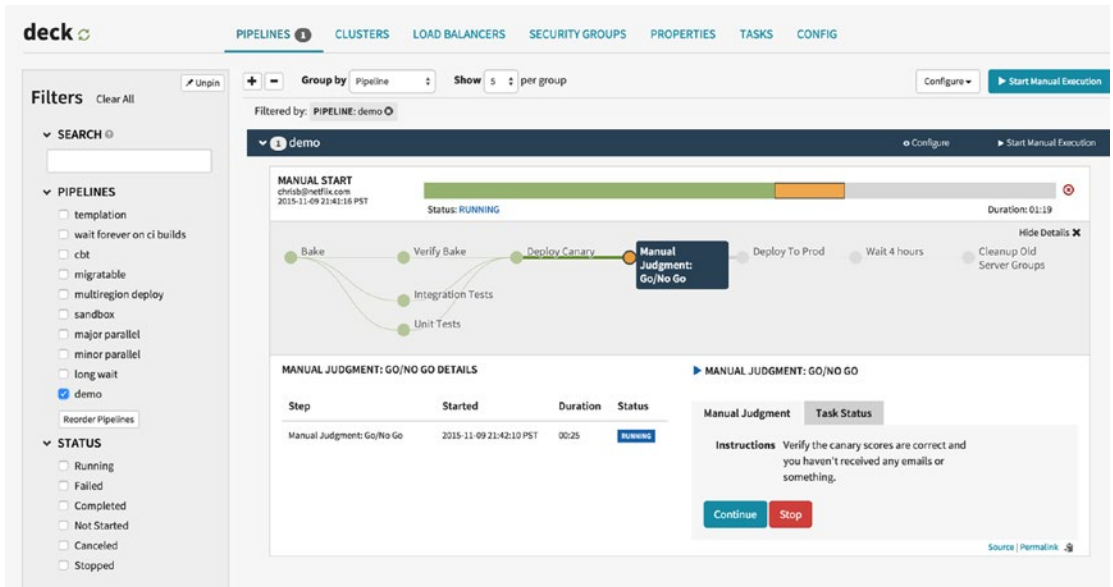 deck
PIPELINES 1 CLUSTERS LOAD BALANCERS SECURITY GROUPS PROPERTIES TASKS CONFIG
Unpin
Filters Clear All
SEARCH
PIPELINES
templation
wait forever on ci builds
cbt
migratable
multiregion deploy
sandbox
major parallel
minor parallel
long wait
demo
Reorder Pipelines
STATUS
Running
Failed
Completed
Not Started
Canceled
Stopped
+ - Group by Pipeline Show 5 per group
Configure Start Manual Execution
Filtered by: PIPELINE: demo
1 demo Configure Start Manual Execution
MANUAL START
chrisb@netflix.com
2015-11-09 21:41:16 PST
Status: RUNNING Duration: 01:19
Hide Details
Bake Verify Bake Deploy Canary Manual Judgment: Go/No Go Deploy To Prod Wait 4 hours Cleanup Old Server Groups
Integration Tests
Unit Tests
MANUAL JUDGMENT: GO/NO GO DETAILS
Step Started Duration Status
Manual Judgment: Go/No Go 2015-11-09 21:42:10 PST 00:25 RUNNING
MANUAL JUDGMENT: GO/NO GO
Manual Judgment Task Status
Instructions Verify the canary scores are correct and
you haven't received any emails or
something.
Continue Stop
Source | Permalink